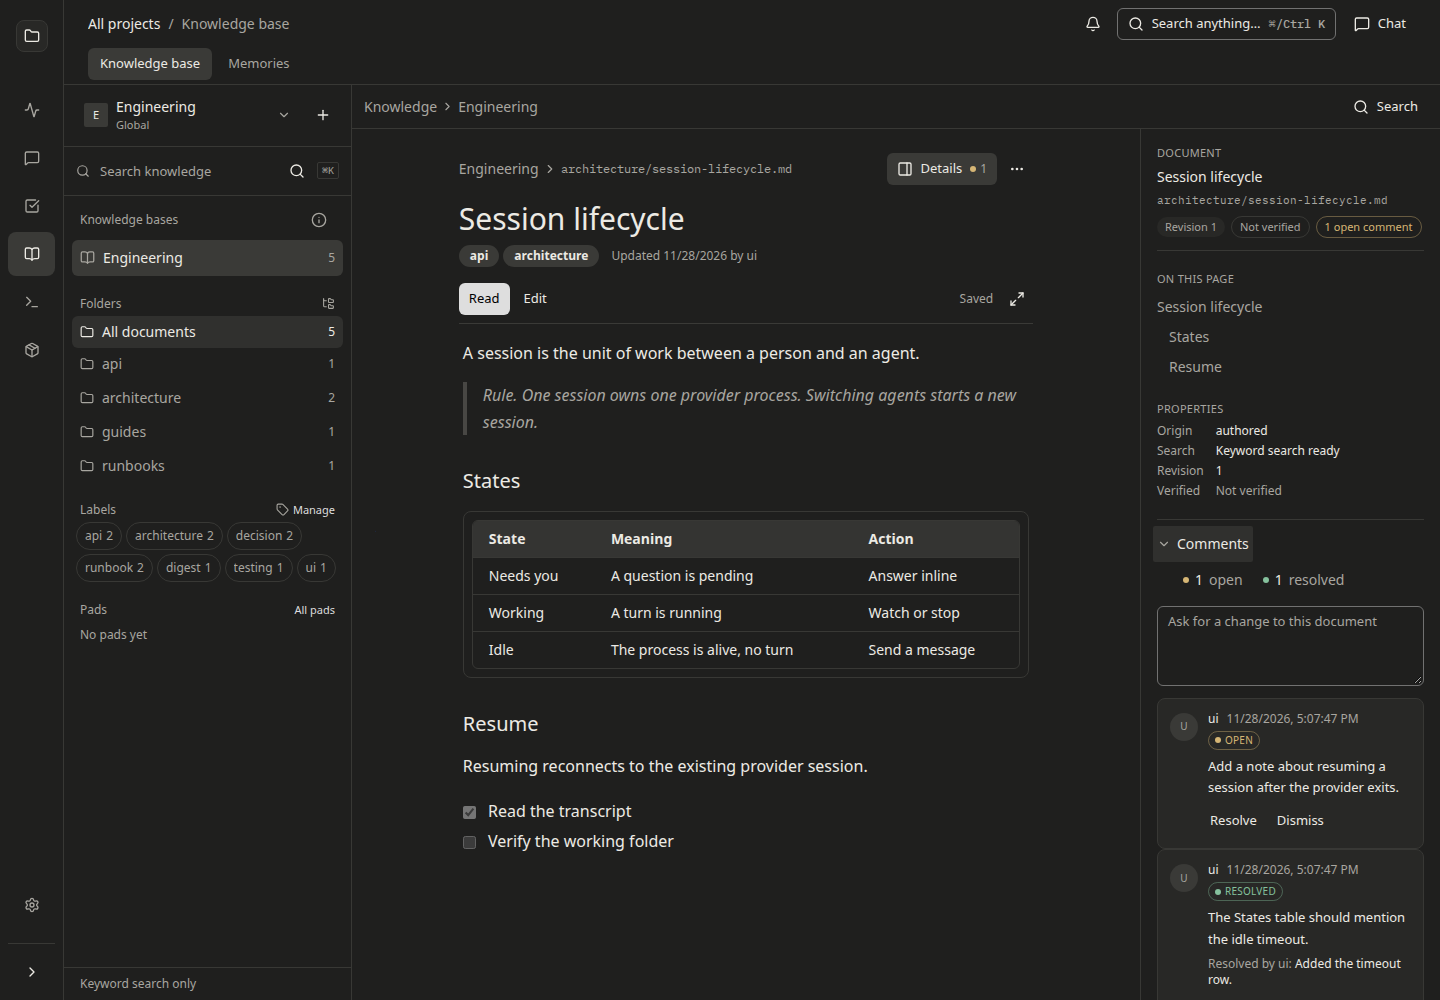 All projects / Knowledge base
Search anything... ⌘/Ctrl K
Chat
Knowledge base
Memories
E
Engineering
Global
Search knowledge
⌘K
Knowledge bases
Engineering 5
Folders
All documents 5
api 1
architecture 2
guides 1
runbooks 1
Labels
Manage
api 2
architecture 2
decision 2
runbook 2
digest 1
testing 1
ui 1
Pads
All pads
No pads yet
Keyword search only
Knowledge > Engineering
Search
Engineering > architecture/session-lifecycle.md
Details 1
Session lifecycle
api
architecture
Updated 11/28/2026 by ui
Read
Edit
Saved
A session is the unit of work between a person and an agent.
Rule. One session owns one provider process. Switching agents starts a new
session.
States
State Meaning Action
Needs you A question is pending Answer inline
Working A turn is running Watch or stop
Idle The process is alive, no turn Send a message
Resume
Resuming reconnects to the existing provider session.
Read the transcript
Verify the working folder
DOCUMENT
Session lifecycle
architecture/session-lifecycle.md
Revision 1
Not verified
1 open comment
ON THIS PAGE
Session lifecycle
States
Resume
PROPERTIES
Origin authored
Search Keyword search ready
Revision 1
Verified Not verified
Comments
1 open 1 resolved
Ask for a change to this document
U
ui 11/28/2026, 5:07:47 PM
OPEN
Add a note about resuming a
session after the provider exits.
Resolve Dismiss
U
ui 11/28/2026, 5:07:47 PM
RESOLVED
The States table should mention
the idle timeout.
Resolved by ui: Added the timeout
row.